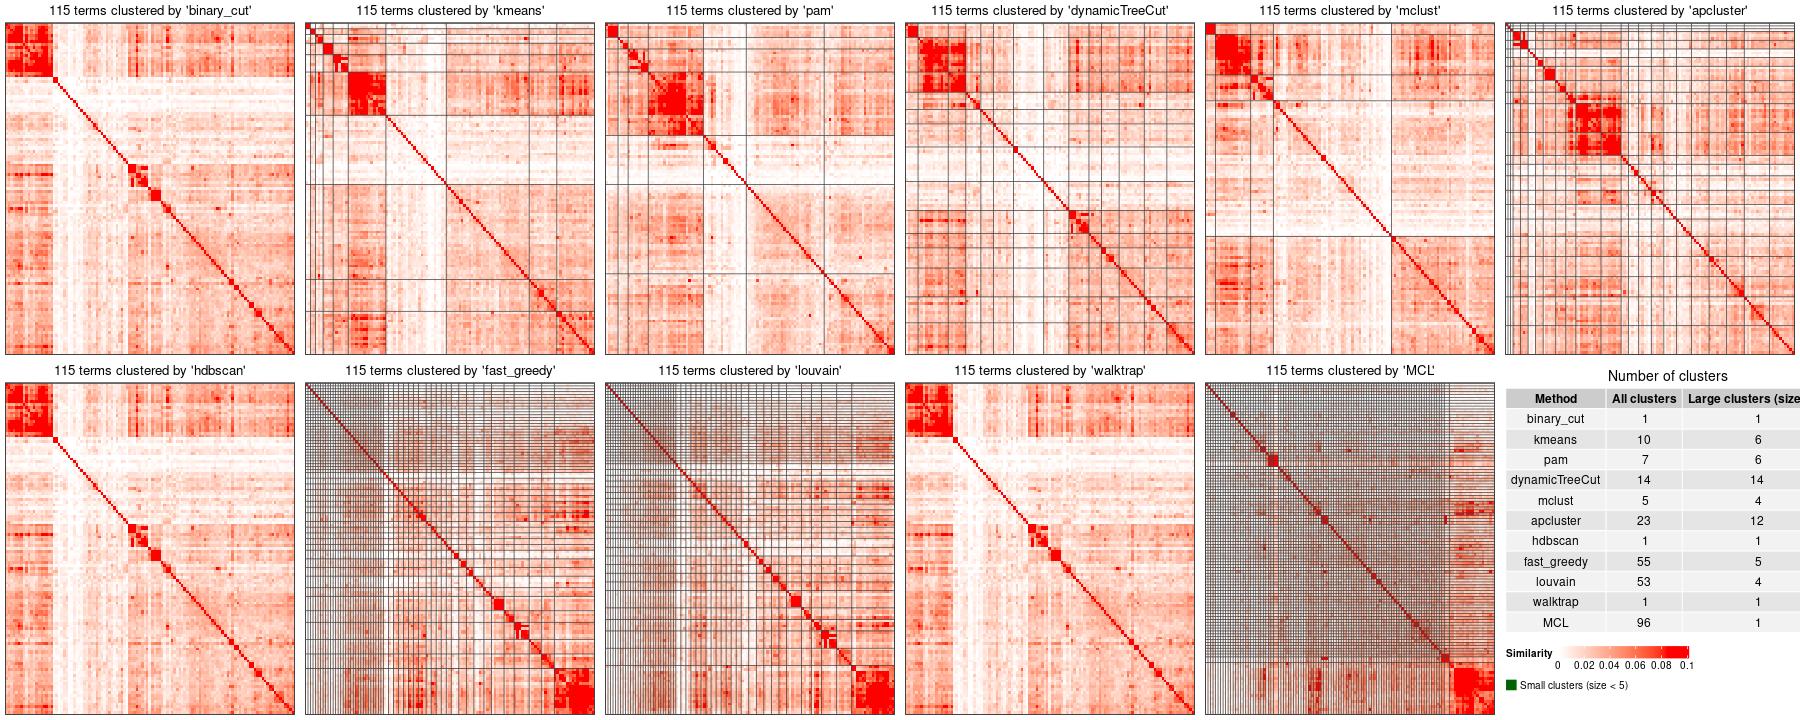 115 terms clustered by 'binary_cut'
115 terms clustered by 'kmeans'
115 terms clustered by 'pam'
115 terms clustered by 'dynamicTreeCut'
115 terms clustered by 'mclust'
115 terms clustered by 'apcluster'
115 terms clustered by 'hdbscan'
115 terms clustered by 'fast_greedy'
115 terms clustered by 'louvain'
115 terms clustered by 'walktrap'
115 terms clustered by 'MCL'
Number of clusters
Method All clusters Large clusters (size
binary_cut 1 1
kmeans 10 6
pam 7 6
dynamicTreeCut 14 14
mclust 5 4
apcluster 23 12
hdbscan 1 1
fast_greedy 55 5
louvain 53 4
walktrap 1 1
MCL 96 1
Similarity
0 0.02 0.04 0.06 0.08 0.1
Small clusters (size < 5)